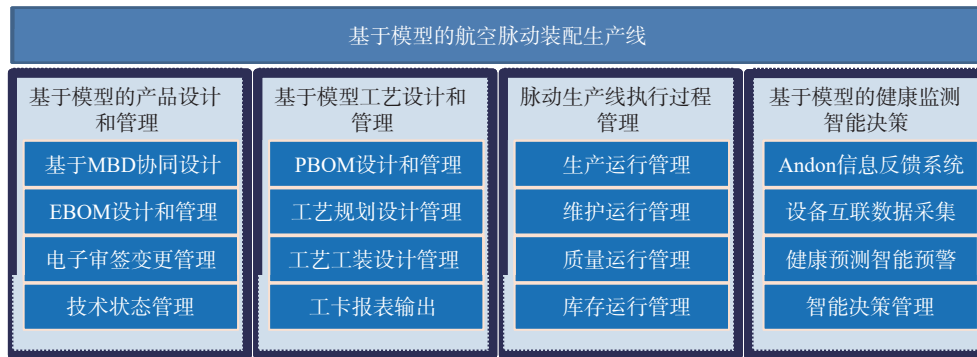 基于模型的航空脉动装配生产线
基于模型的产品设计
和管理
基于MBD协同设计
EBOM设计和管理
电子审签变更管理
技术状态管理
基于模型工艺设计和
管理
PBOM设计和管理
工艺规划设计管理
工艺工装设计管理
工卡报表输出
脉动生产线执行过程
管理
生产运行管理
维护运行管理
质量运行管理
库存运行管理
基于模型的健康监测
智能决策
Andon信息反馈系统
设备互联数据采集
健康预测智能预警
智能决策管理